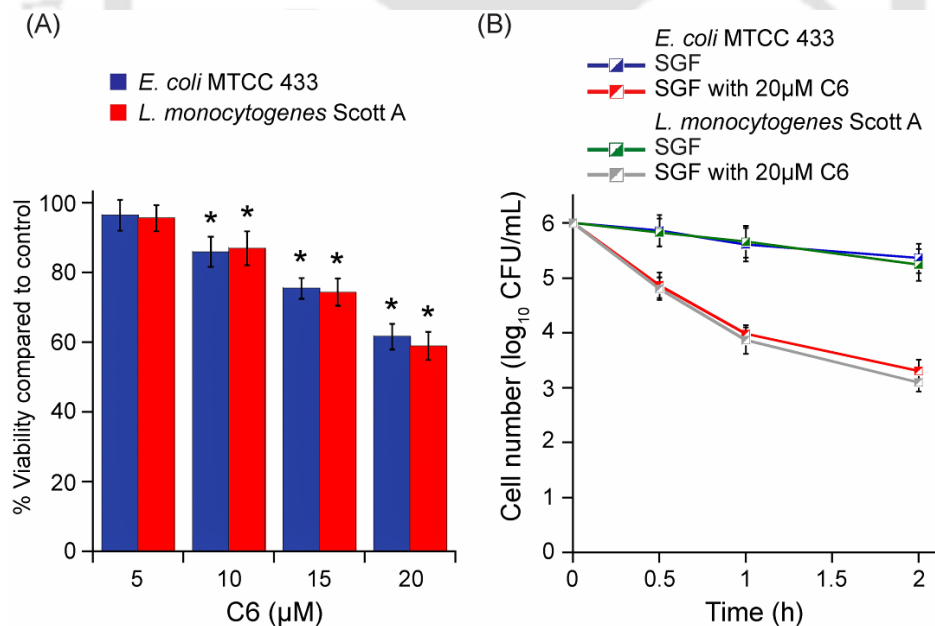 (A)
E. coli MTCC 433
L. monocytogenes Scott A
% Viability compared to control
100
80
60
40
20
0
* *
* *
* *
5 10 15 20
C6 (µM)
(B)
E. coli MTCC 433
SGF
SGF with 20µM C6
L. monocytogenes Scott A
SGF
SGF with 20µM C6
Cell number (log₁₀ CFU/mL)
6
5
4
3
2
1
0
0 0.5 1 1.5 2
Time (h)